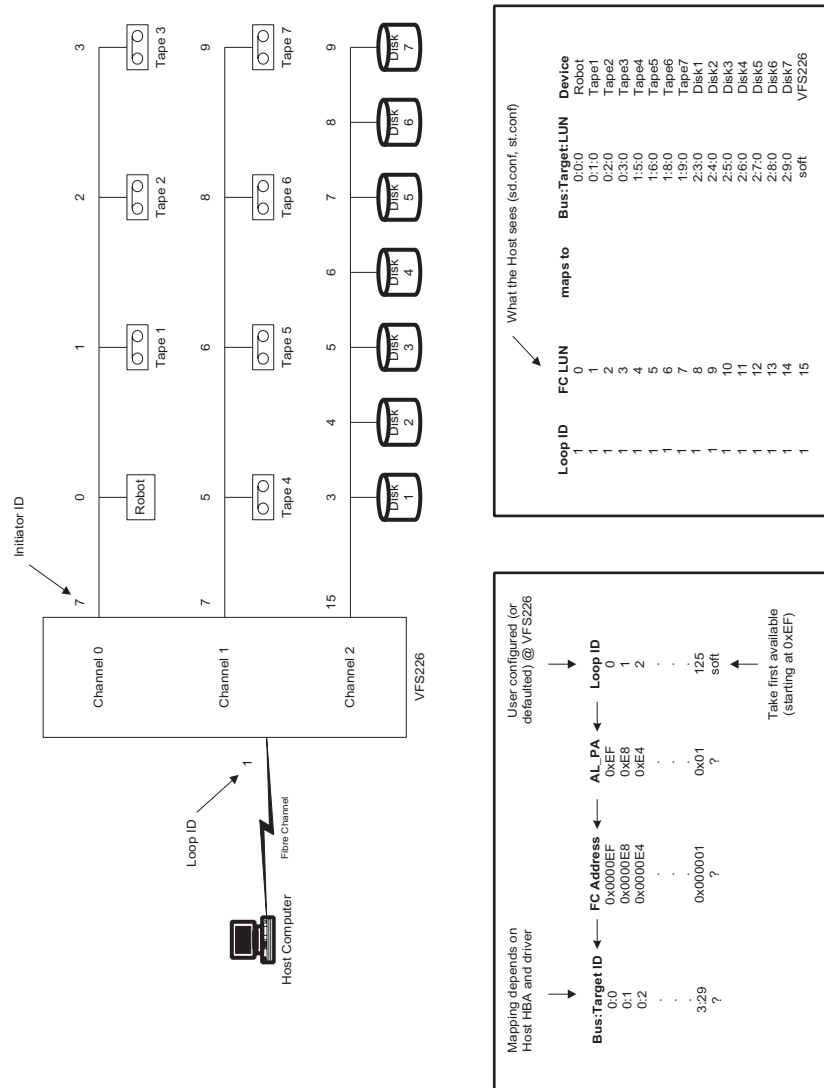 Initiator ID
Loop ID
1
Host Computer
Fibre Channel
VFS226
Channel 0
Channel 1
Channel 2
7
0
1
2
3
Robot
Tape 1
Tape 2
Tape 3
7
5
6
8
9
Tape 4
Tape 5
Tape 6
Tape 7
15
3
4
5
6
7
8
9
Disk 1
Disk 2
Disk 3
Disk 4
Disk 5
Disk 6
Disk 7
Mapping depends on
Host HBA and driver
User configured (or
defaulted) @ VFS226
Bus:Target ID FC Address AL_PA Loop ID
0:0 0x0000EF 0xEF 0
0:1 0x0000E8 0xE8 1
0:2 0x0000E4 0xE4 2
. . . .
. . . .
. . . .
3:29 0x000001 0x01 125
? ? ? soft
Take first available
(starting at 0xEF)
What the Host sees (sd.conf, st.conf)
Loop ID FC LUN maps to Bus:Target:LUN Device
1 0 0:0:0 Robot
1 1 0:1:0 Tape1
1 2 0:2:0 Tape2
1 3 0:3:0 Tape3
1 4 1:5:0 Tape4
1 5 1:6:0 Tape5
1 6 1:8:0 Tape6
1 7 1:9:0 Tape7
1 8 2:3:0 Disk1
1 9 2:4:0 Disk2
1 10 2:5:0 Disk3
1 11 2:6:0 Disk4
1 12 2:7:0 Disk5
1 13 2:8:0 Disk6
1 14 2:9:0 Disk7
1 15 soft VFS226